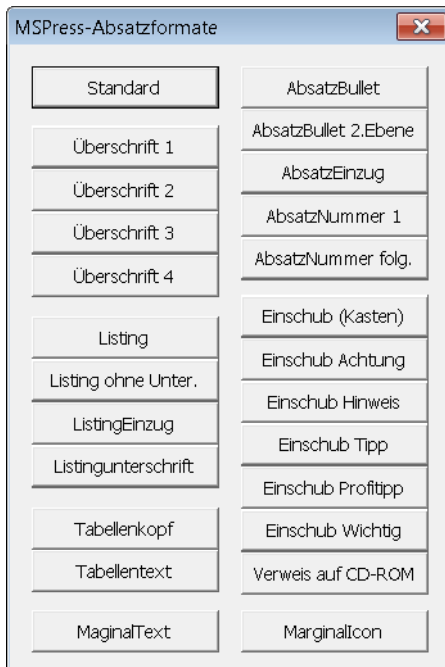 MSPress-Absatzformate
Standard
Überschrift 1
Überschrift 2
Überschrift 3
Überschrift 4
Listing
Listing ohne Unter.
ListingEinzug
Listingunterschrift
Tabellenkopf
Tabellentext
MaginalText
AbsatzBullet
AbsatzBullet 2.Ebene
AbsatzEinzug
AbsatzNummer 1
AbsatzNummer folg.
Einschub (Kasten)
Einschub Achtung
Einschub Hinweis
Einschub Tipp
Einschub Profitipp
Einschub Wichtig
Verweis auf CD-ROM
MarginalIcon